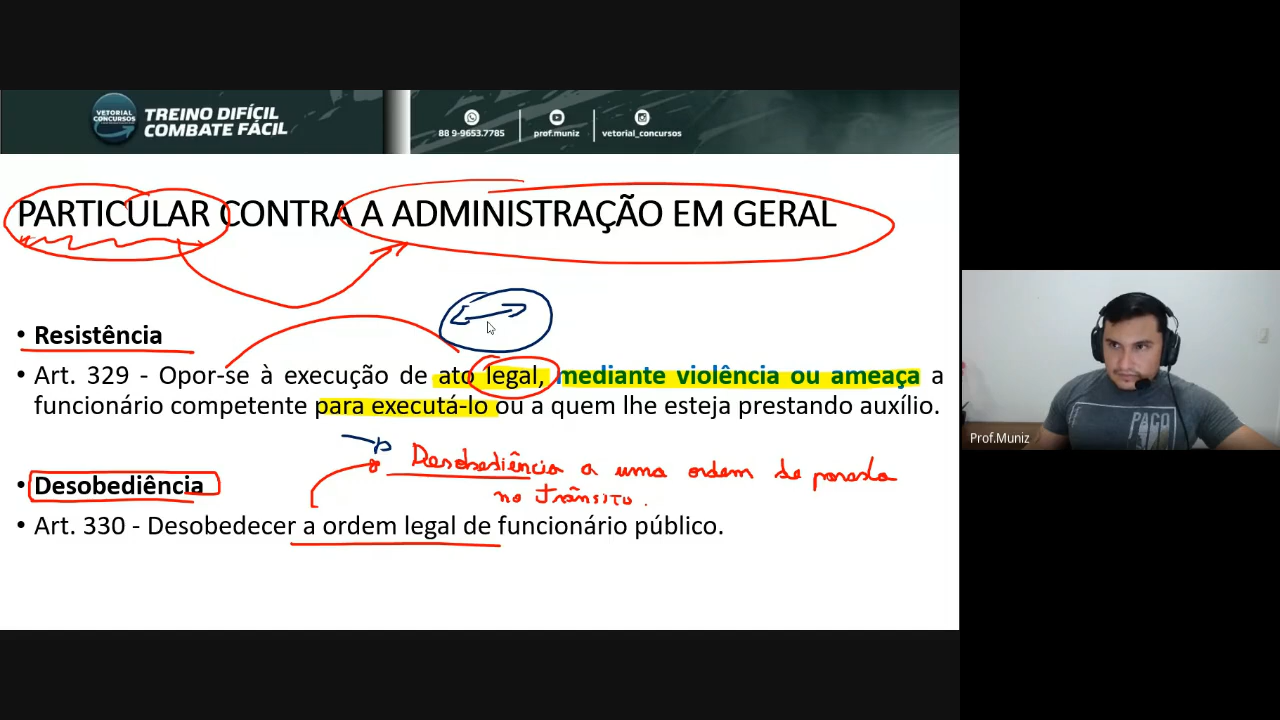 VETORIAL
CONCURSOS
TREINO DIFÍCIL
COMBATE FÁCIL
88 9-9653.7785
prof.muniz
vetorial_concursos
PARTICULAR CONTRA A ADMINISTRAÇÃO EM GERAL
• Resistência
• Art. 329 - Opor-se à execução de ato legal, mediante violência ou ameaça a
funcionário competente para executá-lo ou a quem lhe esteja prestando auxílio.
Desobediência a uma ordem de parada
no trânsito.
• Desobediência
• Art. 330 - Desobedecer a ordem legal de funcionário público.
Prof.Muniz